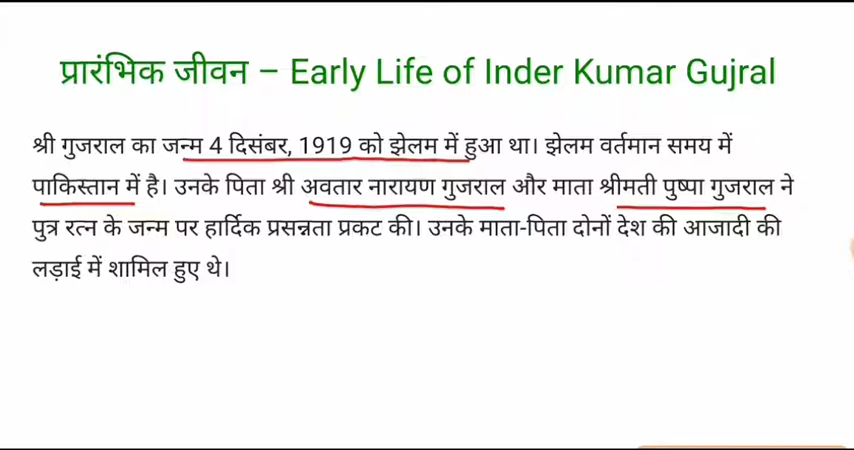 प्रारंभिक जीवन – Early Life of Inder Kumar Gujral
श्री गुजराल का जन्म 4 दिसंबर, 1919 को झेलम में हुआ था। झेलम वर्तमान समय में
पाकिस्तान में है। उनके पिता श्री अवतार नारायण गुजराल और माता श्रीमती पुष्पा गुजराल ने
पुत्र रत्न के जन्म पर हार्दिक प्रसन्नता प्रकट की। उनके माता-पिता दोनों देश की आजादी की
लड़ाई में शामिल हुए थे।